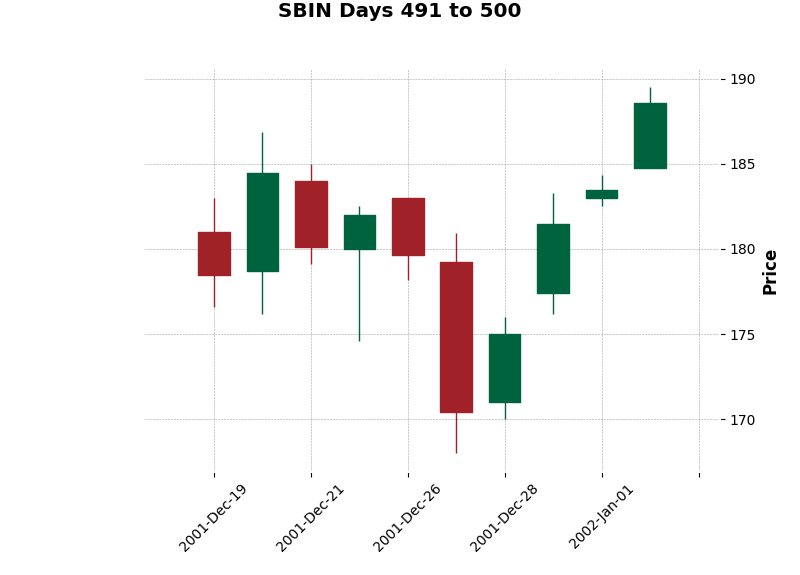 SBIN Days 491 to 500
190
185
180
175
170
Price
2001-Dec-19
2001-Dec-21
2001-Dec-26
2001-Dec-28
2002-Jan-01